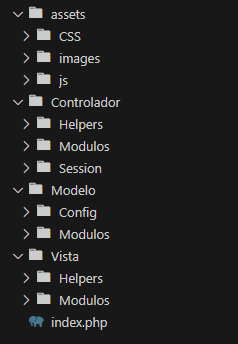 assets
CSS
images
js
Controlador
Helpers
Modulos
Session
Modelo
Config
Modulos
Vista
Helpers
Modulos
index.php